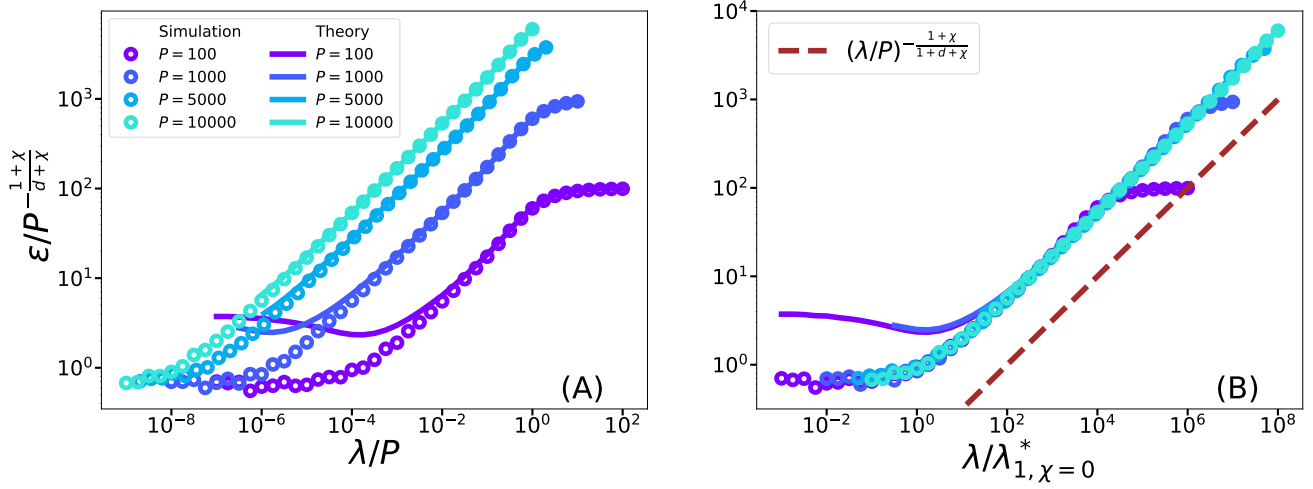 Simulation Theory
P = 100 P = 100
P = 1000 P = 1000
P = 5000 P = 5000
P = 10000 P = 10000
10^3
10^2
10^1
10^0
ε/P^{-\frac{1+χ}{d+χ}}
(A)
10^{-8} 10^{-6} 10^{-4} 10^{-2} 10^0 10^2
λ/P
10^4
(λ/P)^{-\frac{1+χ}{1+d+χ}}
10^3
10^2
10^1
10^0
(B)
10^{-2} 10^0 10^2 10^4 10^6 10^8
λ/λ^*_{1, χ=0}